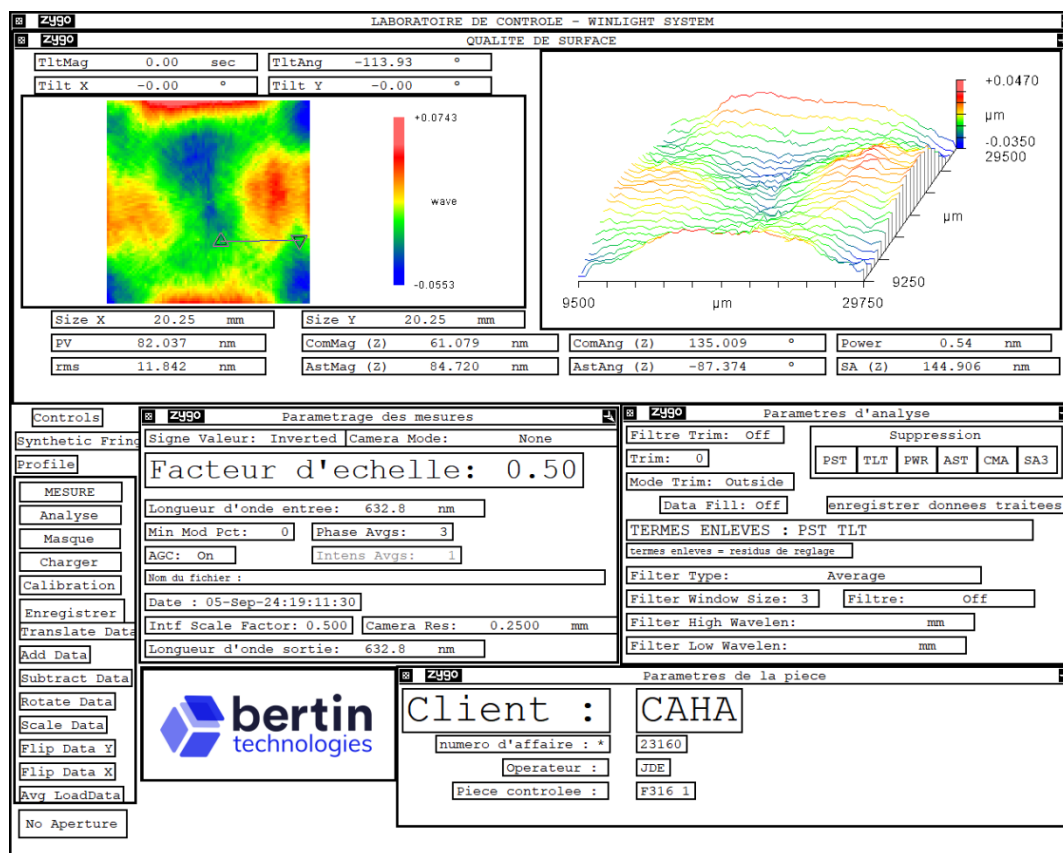 zygo LABORATOIRE DE CONTROLE - WINLIGHT SYSTEM
zygo QUALITE DE SURFACE
TltMag 0.00 sec TltAng -113.93 °
Tilt X -0.00 ° Tilt Y -0.00 °
+0.0743
wave
-0.0553
+0.0470
µm
-0.0350
29500
µm
9250
9500 µm 29750
Size X 20.25 mm Size Y 20.25 mm
PV 82.037 nm ComMag (Z) 61.079 nm ComAng (Z) 135.009 ° Power 0.54 nm
rms 11.842 nm AstMag (Z) 84.720 nm AstAng (Z) -87.374 ° SA (Z) 144.906 nm
Controls
Synthetic Fring
Profile
MESURE
Analyse
Masque
Charger
Calibration
Enregistrer
Translate Data
Add Data
Subtract Data
Rotate Data
Scale Data
Flip Data Y
Flip Data X
Avg LoadData
No Aperture
zygo Parametrage des mesures
Signe Valeur: Inverted Camera Mode: None
Facteur d'echelle: 0.50
Longueur d'onde entree: 632.8 nm
Min Mod Pct: 0 Phase Avgs: 3
AGC: On Intens Avgs: 1
Nom du fichier :
Date : 05-Sep-24:19:11:30
Intf Scale Factor: 0.500 Camera Res: 0.2500 mm
Longueur d'onde sortie: 632.8 nm
zygo Parametres d'analyse
Filtre Trim: Off Suppression
Trim: 0 PST TLT PWR AST CMA SA3
Mode Trim: Outside
Data Fill: Off enregistrer donnees traitees
TERMES ENLEVES : PST TLT
termes enleves = residus de reglage
Filter Type: Average
Filter Window Size: 3 Filtre: Off
Filter High Wavelen: mm
Filter Low Wavelen: mm
bertin
technologies
zygo Parametres de la piece
Client : CAHA
numero d'affaire : * 23160
Operateur : JDE
Piece controlee : F316 1